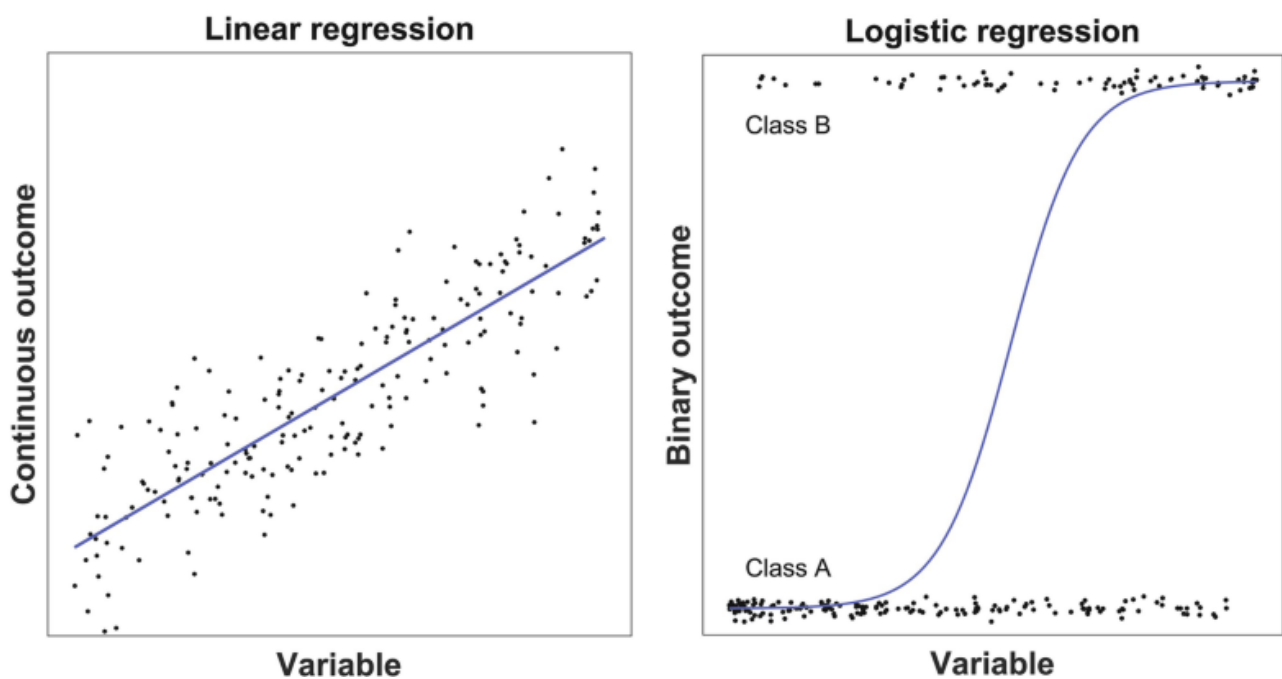 Linear regression
Continuous outcome
Variable
Logistic regression
Binary outcome
Class B
Class A
Variable